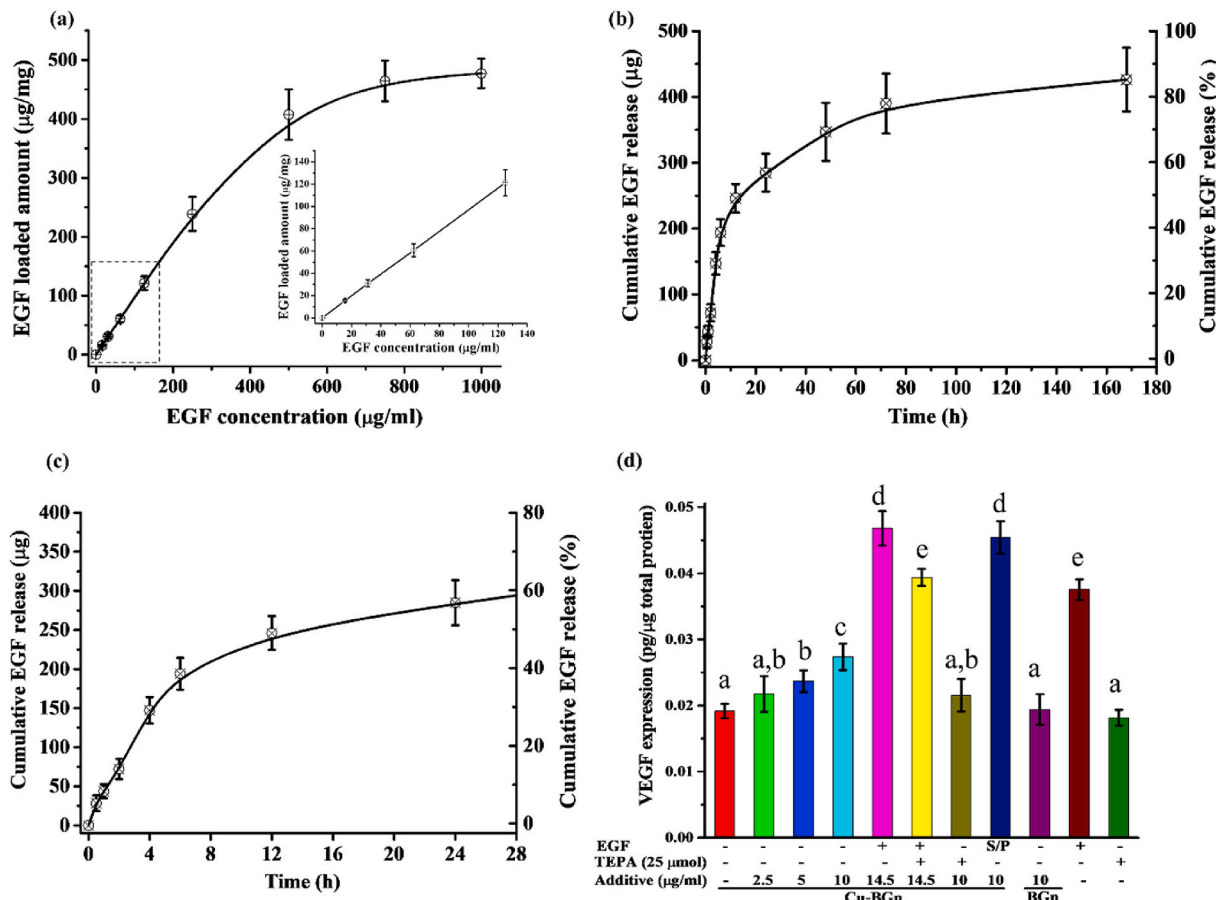 (a)
EGF loaded amount (μg/mg)
500
400
300
200
100
0
0 200 400 600 800 1000
EGF concentration (μg/ml)
EGF loaded amount (μg/mg)
140
120
100
80
60
40
20
0
0 20 40 60 80 100 120 140
EGF concentration (μg/ml)
(b)
Cumulative EGF release (μg)
500
400
300
200
100
0
0 20 40 60 80 100 120 140 160 180
Time (h)
100
80
60
40
20
0
Cumulative EGF release (%)
(c)
Cumulative EGF release (μg)
400
350
300
250
200
150
100
50
0
0 4 8 12 16 20 24 28
Time (h)
80
60
40
20
0
Cumulative EGF release (%)
(d)
VEGF expression (pg/μg total protien)
0.05
0.04
0.03
0.02
0.01
0.00
a a,b b c d e a,b d a e a
EGF - - - - + + - S/P - + -
TEPA (25 μmol) - - - - - + + - - - +
Additive (μg/ml) - 2.5 5 10 14.5 14.5 10 10 10 - -
Cu-BGn BGn